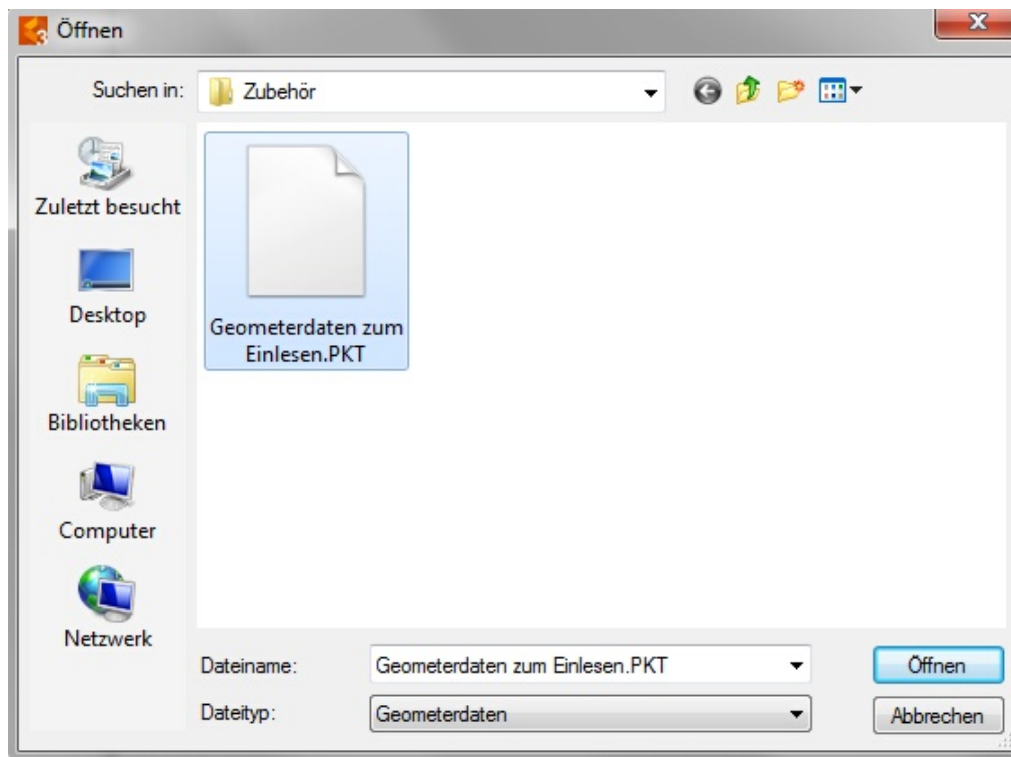 Öffnen
Suchen in:
Zubehör
Zuletzt besucht
Desktop
Bibliotheken
Computer
Netzwerk
Geometerdaten zum
Einlesen.PKT
Dateiname:
Geometerdaten zum Einlesen.PKT
Öffnen
Dateityp:
Geometerdaten
Abbrechen